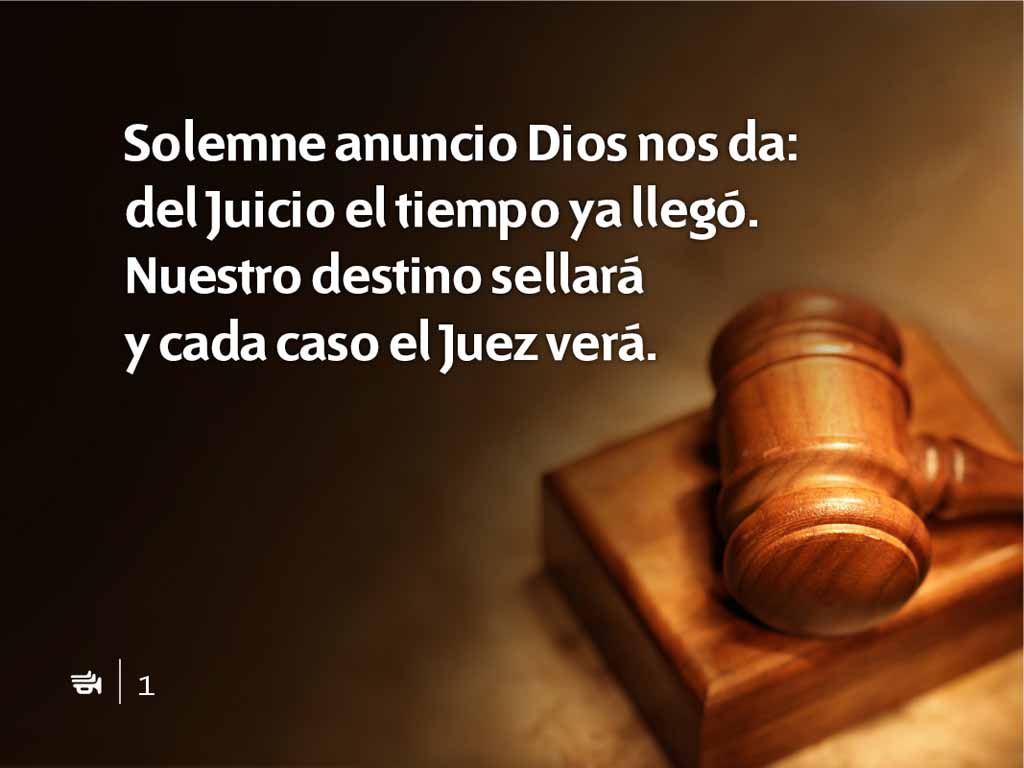 Solemne anuncio Dios nos da:
del Juicio el tiempo ya llegó.
Nuestro destino sellará
y cada caso el Juez verá.
1